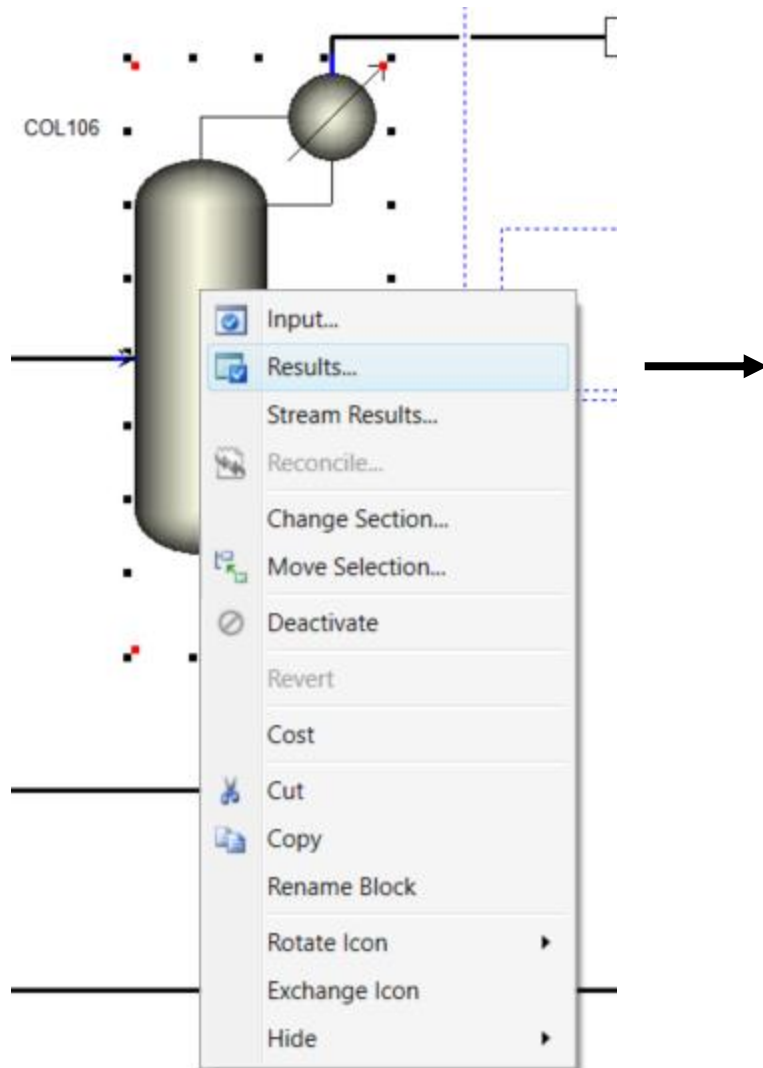 COL106
Input...
Results...
Stream Results...
Reconcile...
Change Section...
Move Selection...
Deactivate
Revert
Cost
Cut
Copy
Rename Block
Rotate Icon
Exchange Icon
Hide